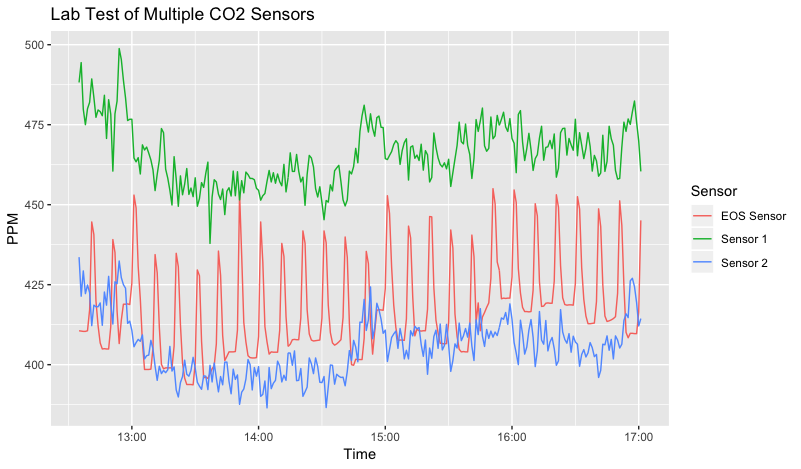 Lab Test of Multiple CO2 Sensors
500
475
450
425
400
PPM
13:00
14:00
15:00
16:00
17:00
Time
Sensor
EOS Sensor
Sensor 1
Sensor 2